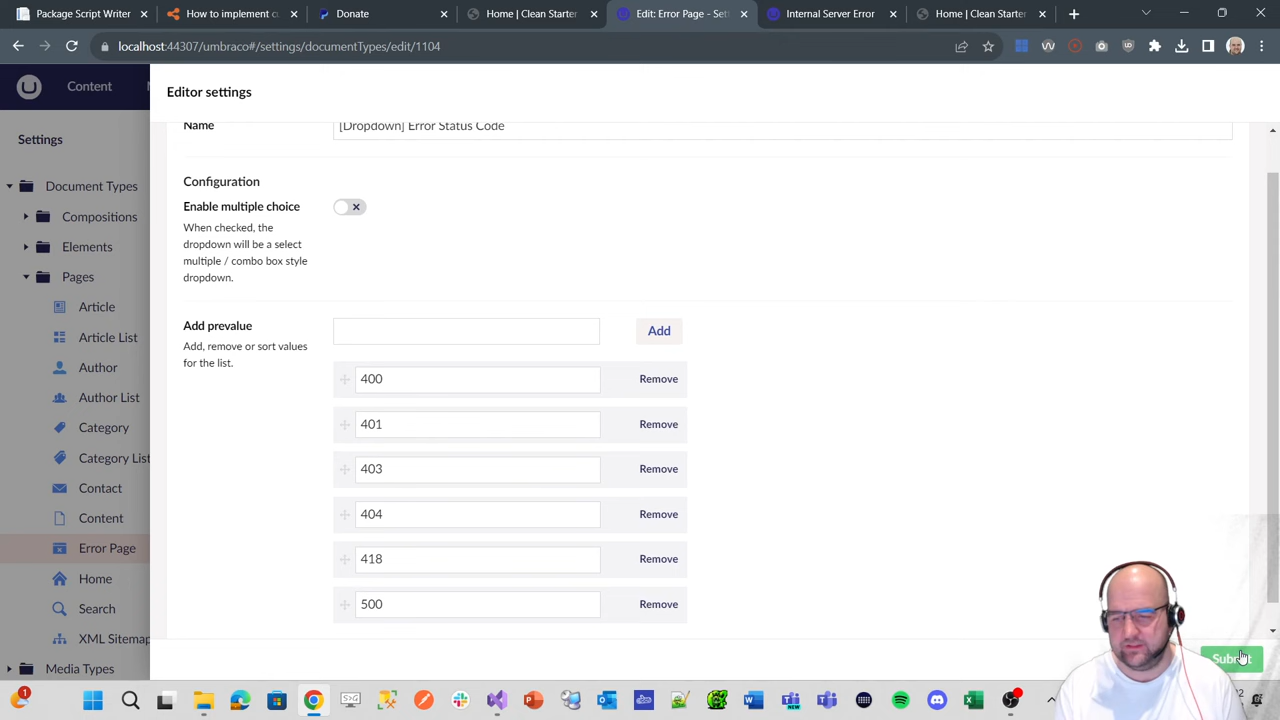 Package Script Writer
How to implement c
Donate
Home | Clean Starter
Edit: Error Page - Set
Internal Server Error
Home | Clean Starter
localhost:44307/umbraco#/settings/documentTypes/edit/1104
Content
Editor settings
Name
[Dropdown] Error Status Code
Settings
Document Types
Compositions
Elements
Pages
Article
Article List
Author
Author List
Category
Category List
Contact
Content
Error Page
Home
Search
XML Sitemap
Media Types
Configuration
Enable multiple choice
When checked, the
dropdown will be a select
multiple / combo box style
dropdown.
Add prevalue
Add
Add, remove or sort values
for the list.
400 Remove
401 Remove
403 Remove
404 Remove
418 Remove
500 Remove
Submit
1
NEW